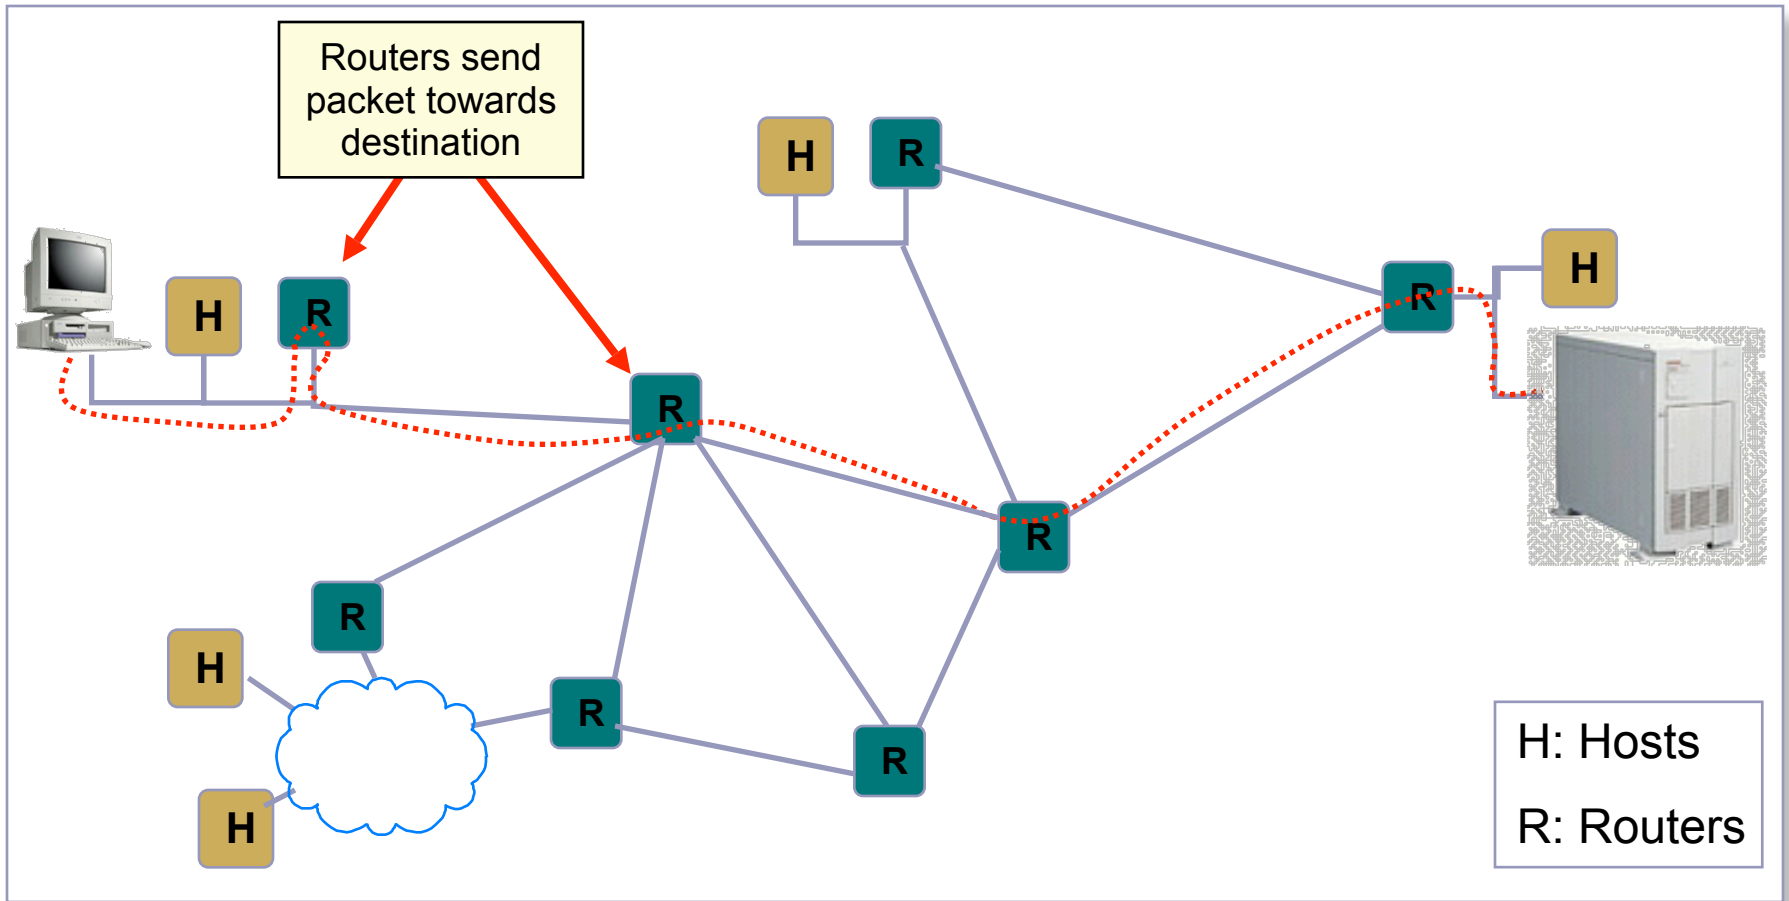 Routers send
packet towards
destination
H
R
H
R
R
H
H
R
R
R
H
R
R
H
H: Hosts
R: Routers